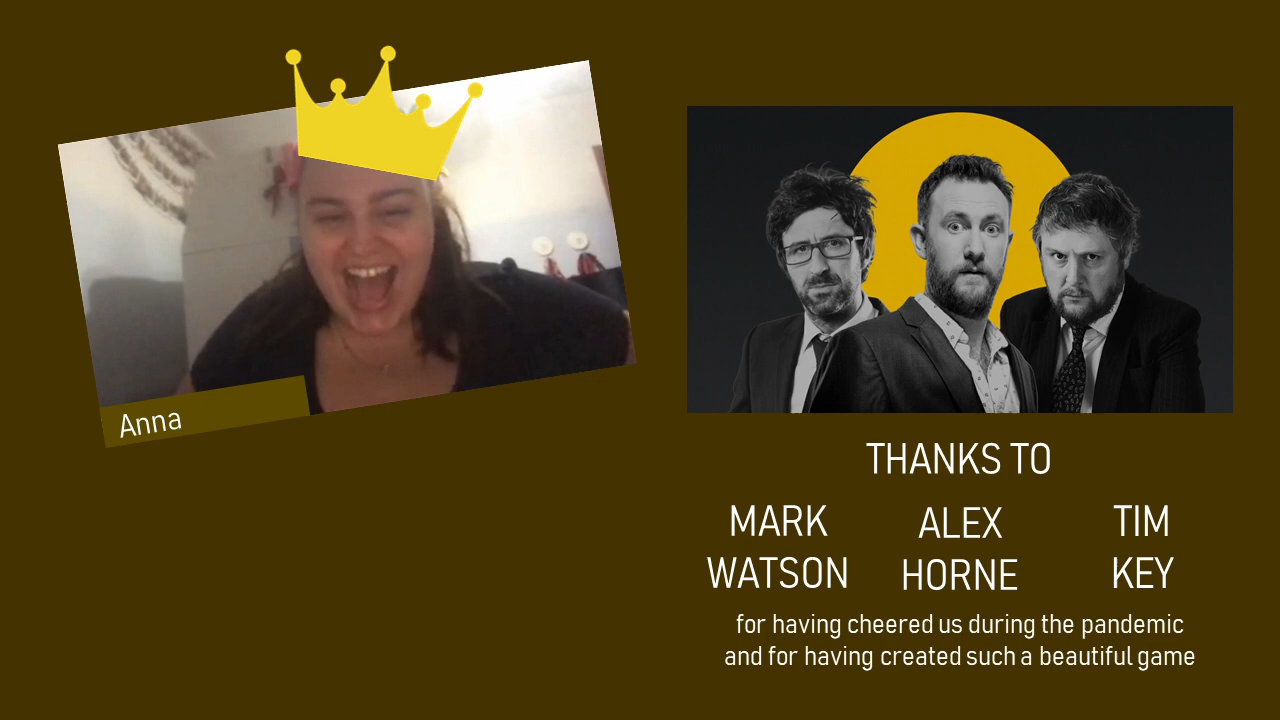 Anna
THANKS TO
MARK WATSON
ALEX HORNE
TIM KEY
for having cheered us during the pandemic
and for having created such a beautiful game